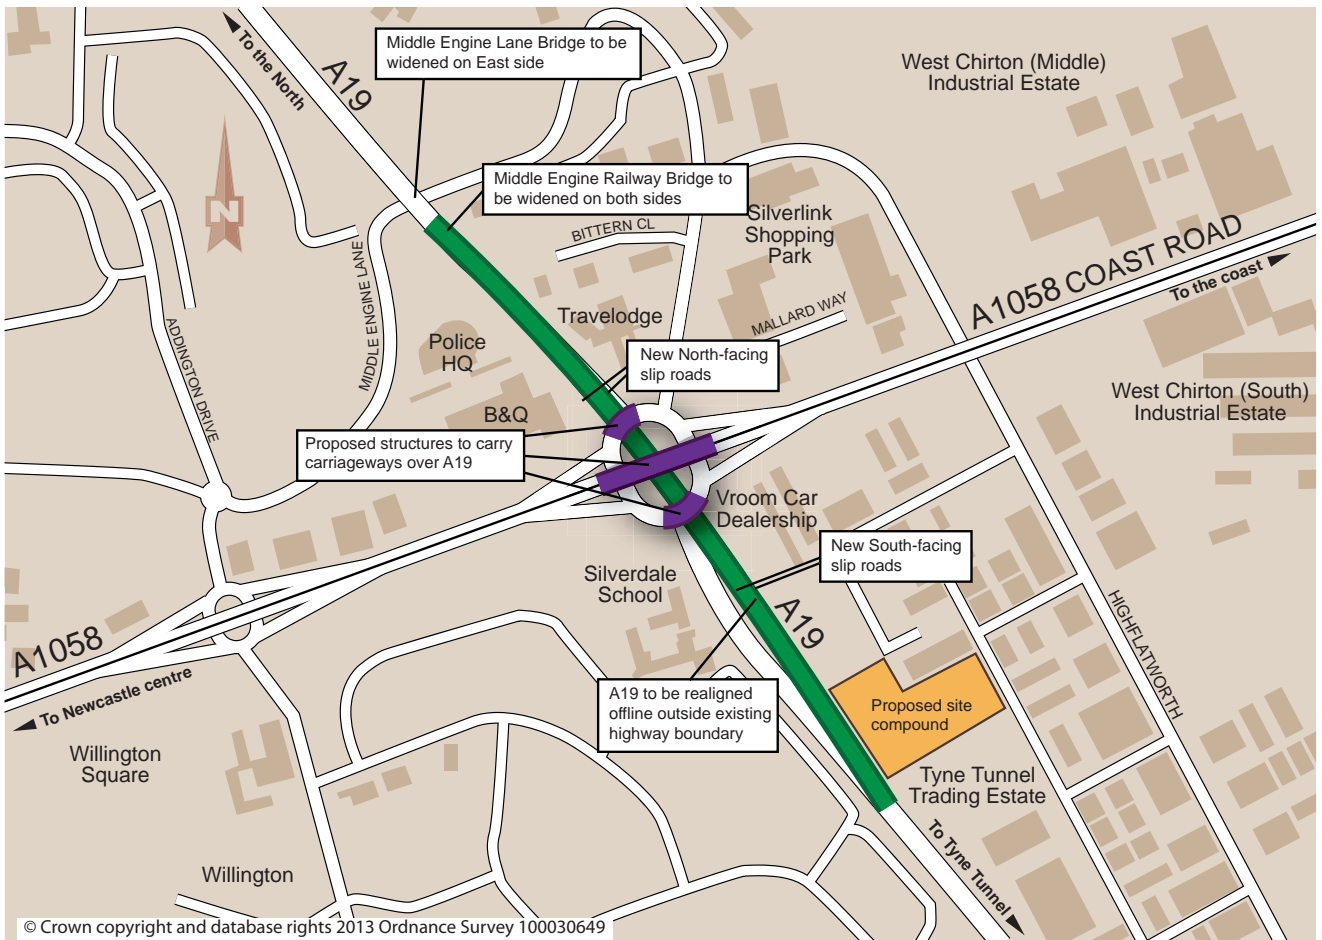 Middle Engine Lane Bridge to be
widened on East side
To the North
A19
West Chirton (Middle)
Industrial Estate
Middle Engine Railway Bridge to
be widened on both sides
N
Silverlink
Shopping
Park
BITTERN CL
A1058 COAST ROAD
To the coast
MIDDLE ENGINE LANE
ADDINGTON DRIVE
Travelodge
MALLARD WAY
Police
HQ
New North-facing
slip roads
West Chirton (South)
Industrial Estate
B&Q
Proposed structures to carry
carriageways over A19
Vroom Car
Dealership
New South-facing
slip roads
Silverdale
School
A19
HIGHFLATWORTH
A1058
To Newcastle centre
A19 to be realigned
offline outside existing
highway boundary
Proposed site
compound
Willington
Square
Tyne Tunnel
Trading Estate
To Tyne Tunnel
Willington
© Crown copyright and database rights 2013 Ordnance Survey 100030649